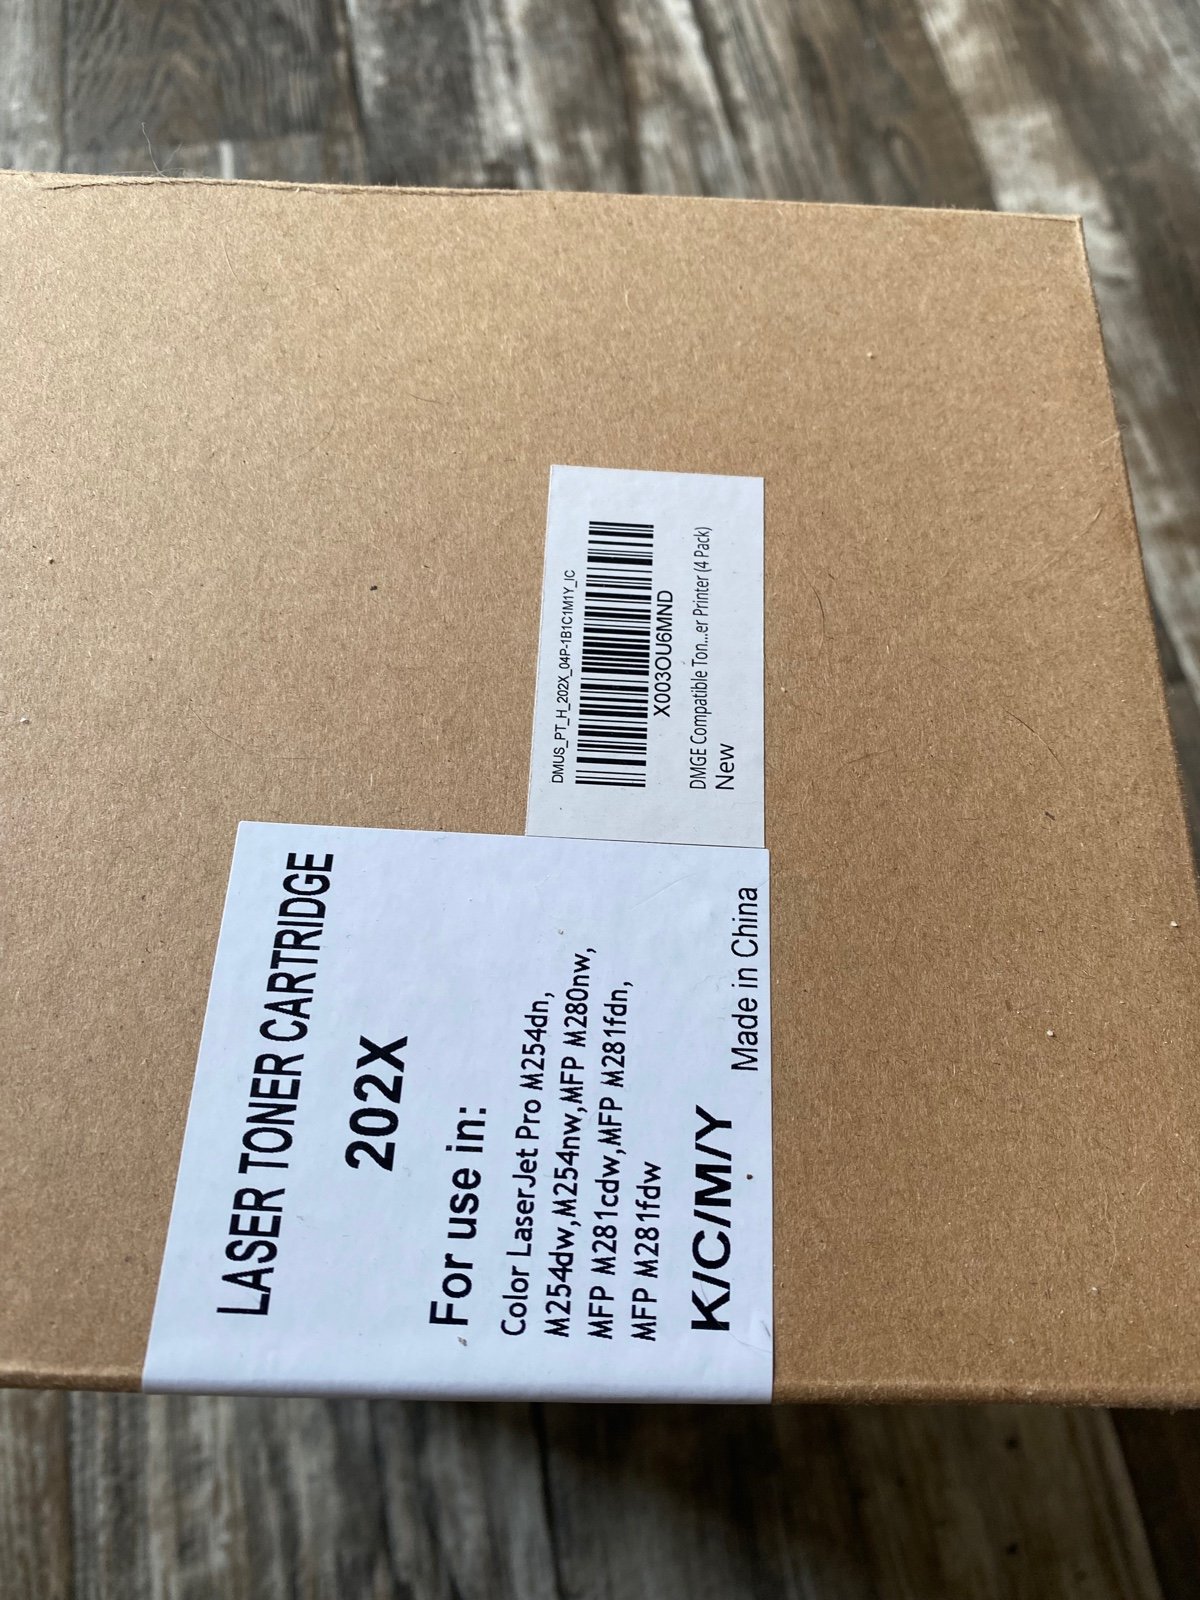 LASER TONER CARTRIDGE
202X
For use in:
Color LaserJet Pro M254dn,
M254dw,M254nw,MFP M280nw,
MFP M281cdw,MFP M281fdn,
MFP M281fdw
K/C/M/Y
Made in China
DMUS_PT_H_202X_04P-1B1C1M1Y_IC
X003OU6MND
DMGE Compatible Ton...er Printer (4 Pack)
New